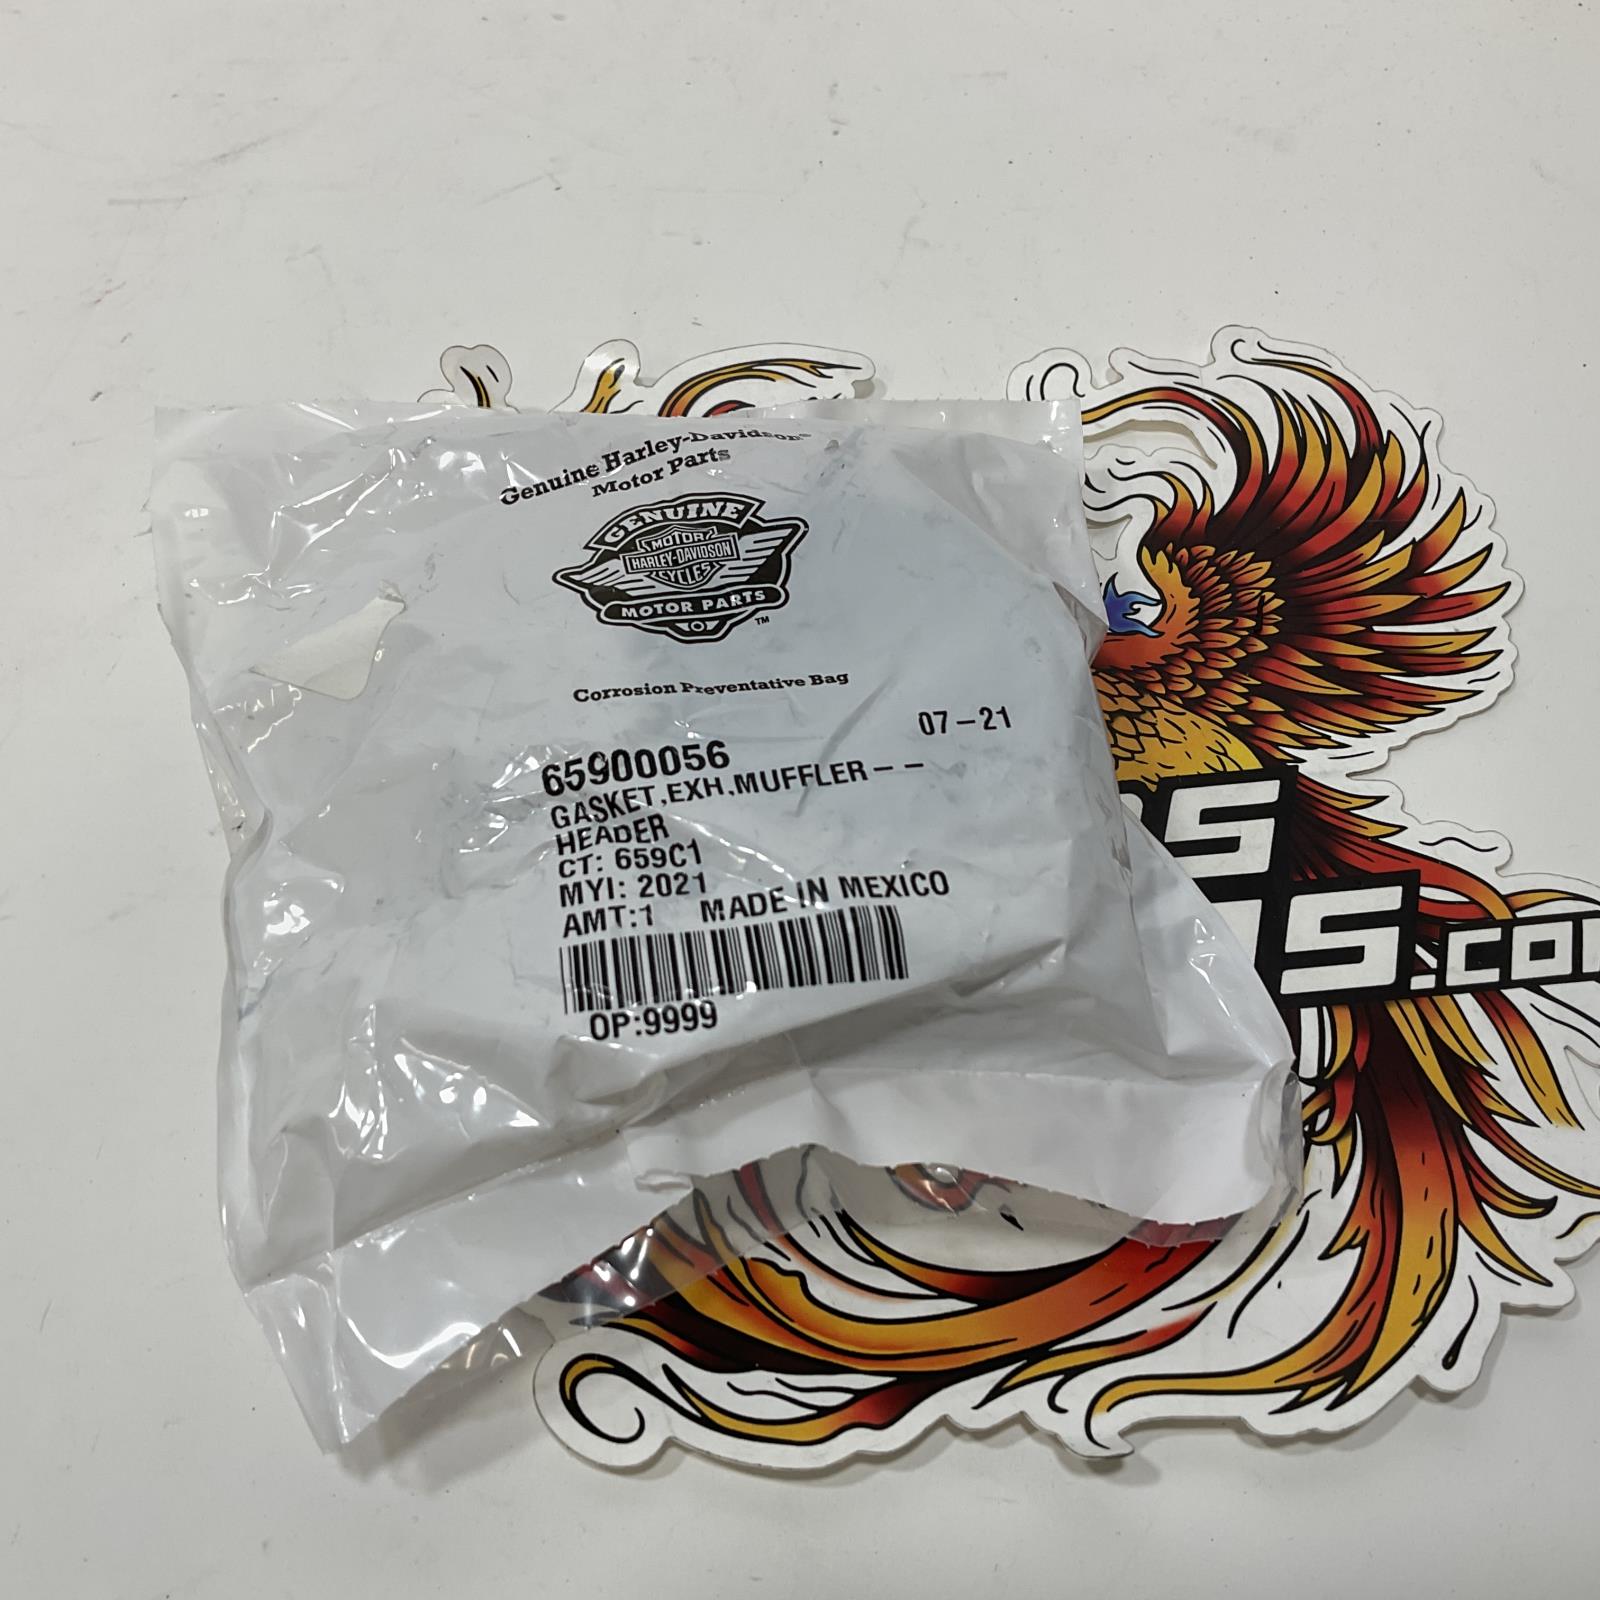 Genuine Harley-Davidson®
Motor Parts
GENUINE
MOTOR
HARLEY-DAVIDSON
CYCLES
MOTOR PARTS
TM
Corrosion Preventative Bag
07-21
65900056
GASKET,EXH.MUFFLER--
HEADER
CT: 659C1
MYI: 2021
AMT:1 MADE IN MEXICO
OP:9999
.COM